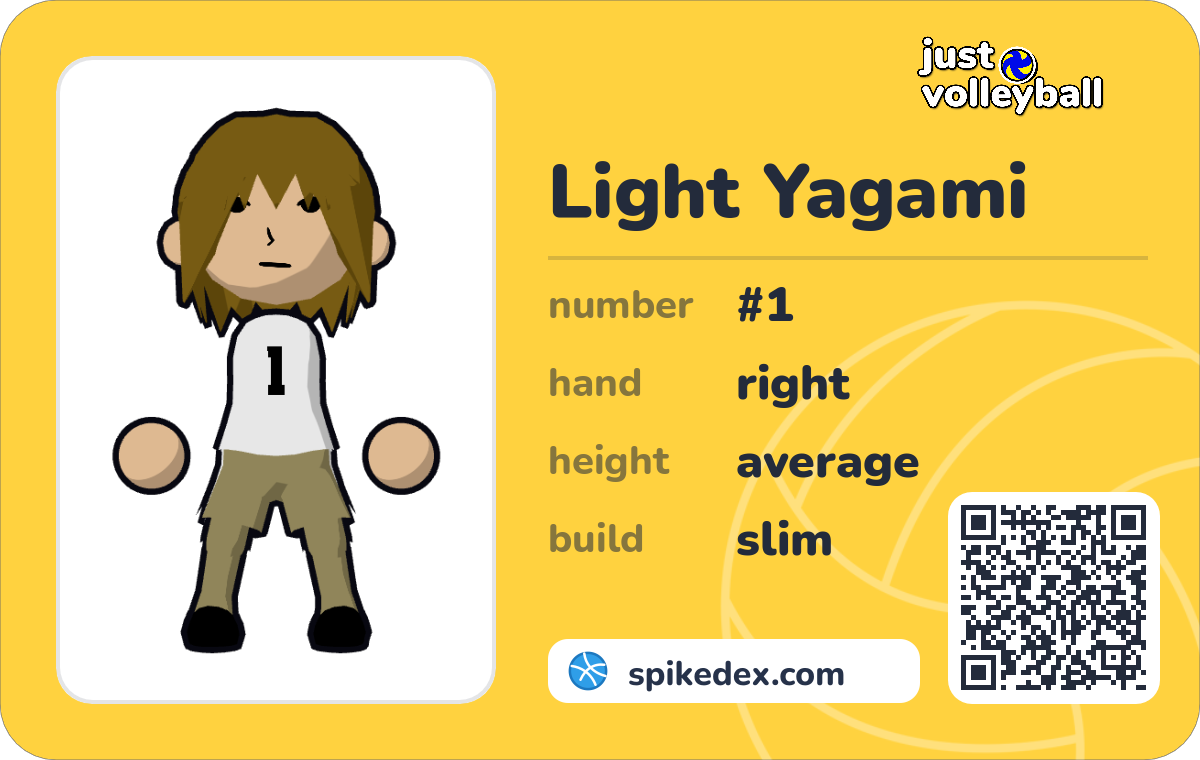 just
volleyball
Light Yagami
number #1
hand right
height average
build slim
1
spikedex.com